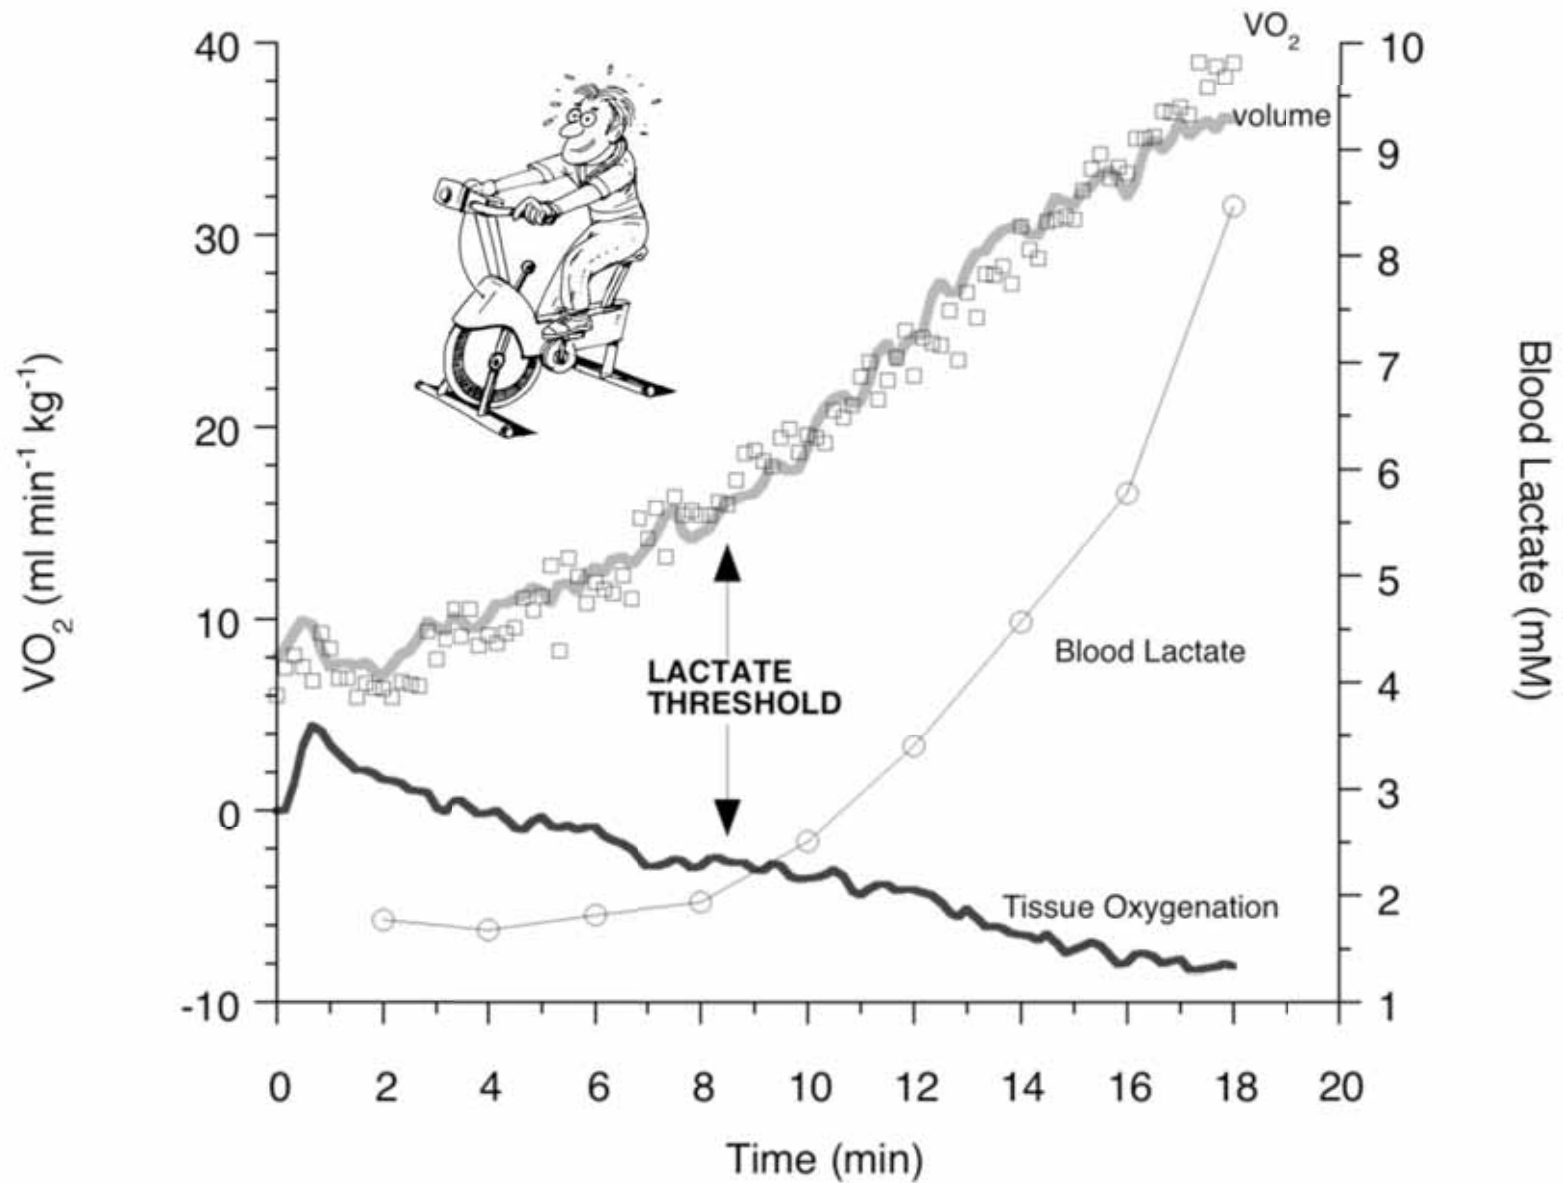 VO2
volume
40
30
20
10
0
-10
10
9
8
7
6
5
4
3
2
1
VO2 (ml min-1 kg-1)
Blood Lactate (mM)
LACTATE
THRESHOLD
Blood Lactate
Tissue Oxygenation
0 2 4 6 8 10 12 14 16 18 20
Time (min)